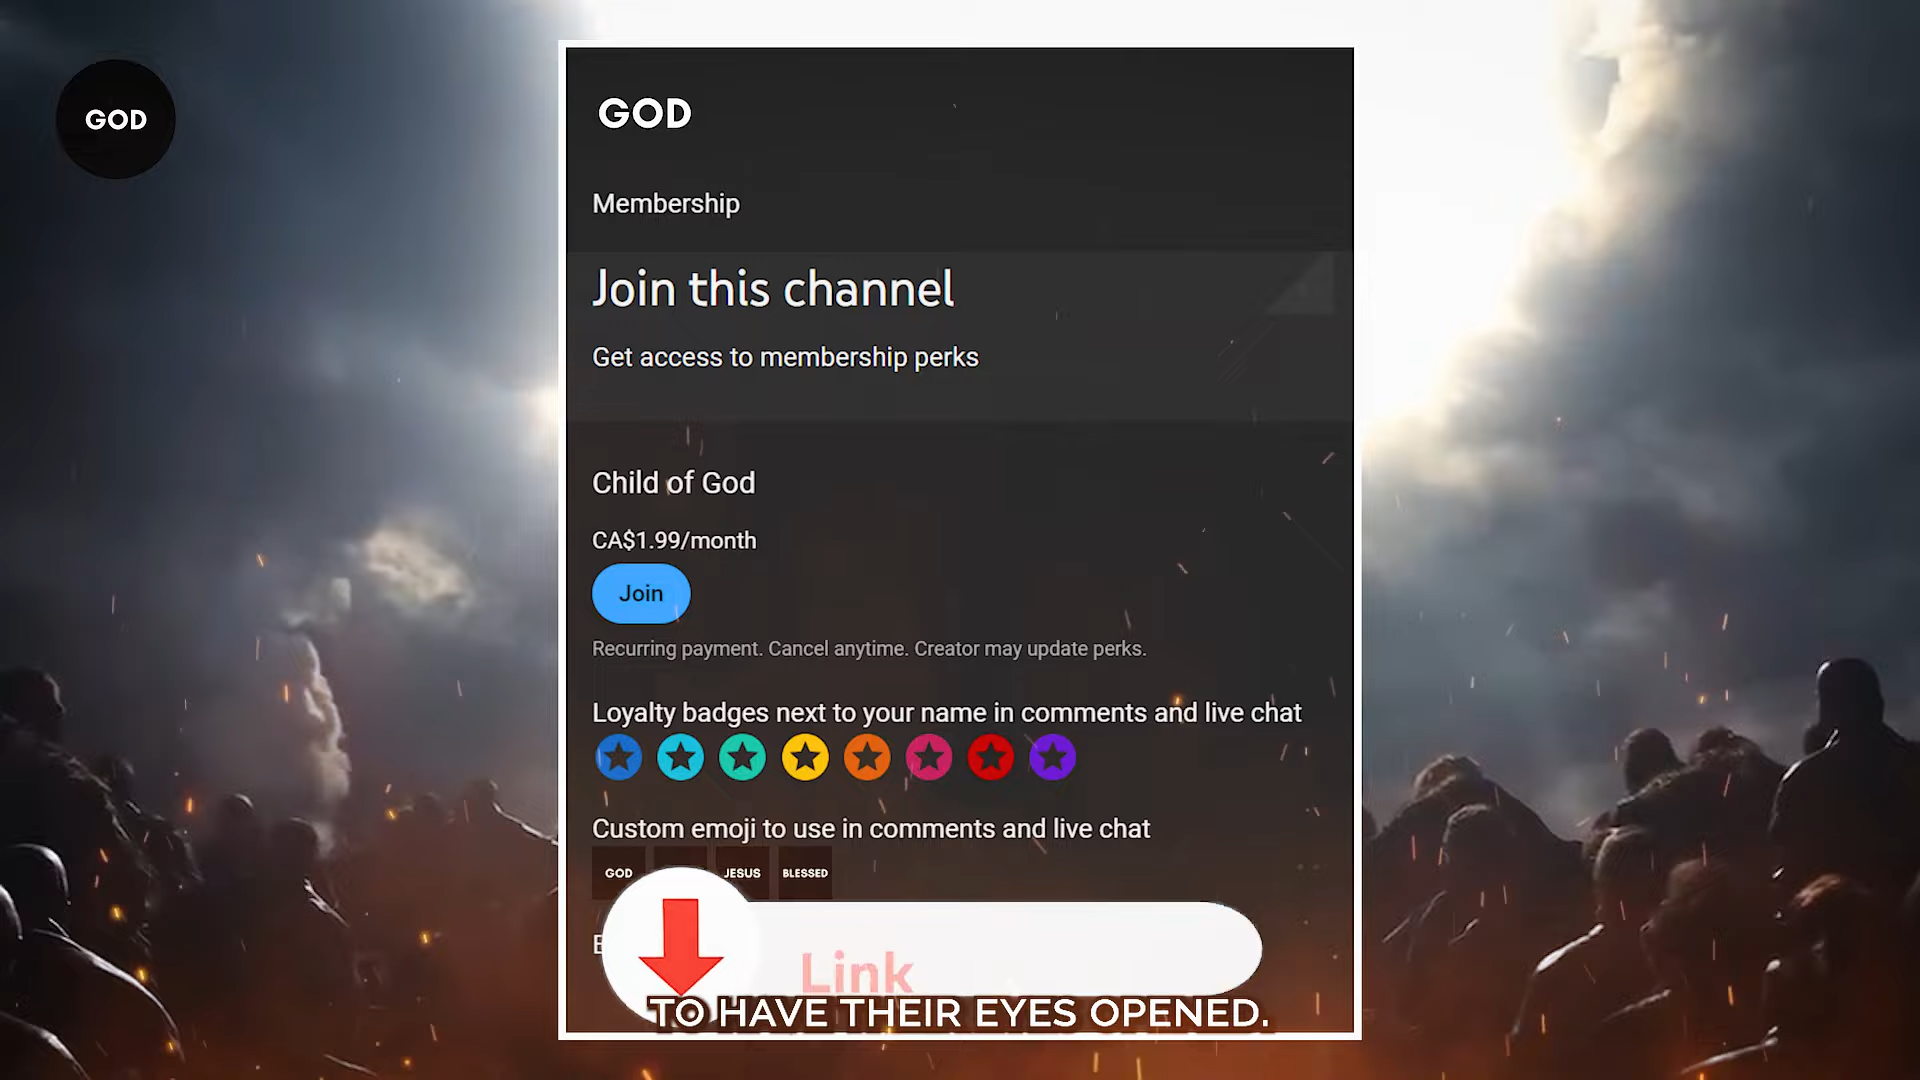 GOD
GOD
Membership
Join this channel
Get access to membership perks
Child of God
CA$1.99/month
Join
Recurring payment. Cancel anytime. Creator may update perks.
Loyalty badges next to your name in comments and live chat
Custom emoji to use in comments and live chat
GOD
JESUS
BLESSED
Link
TO HAVE THEIR EYES OPENED.